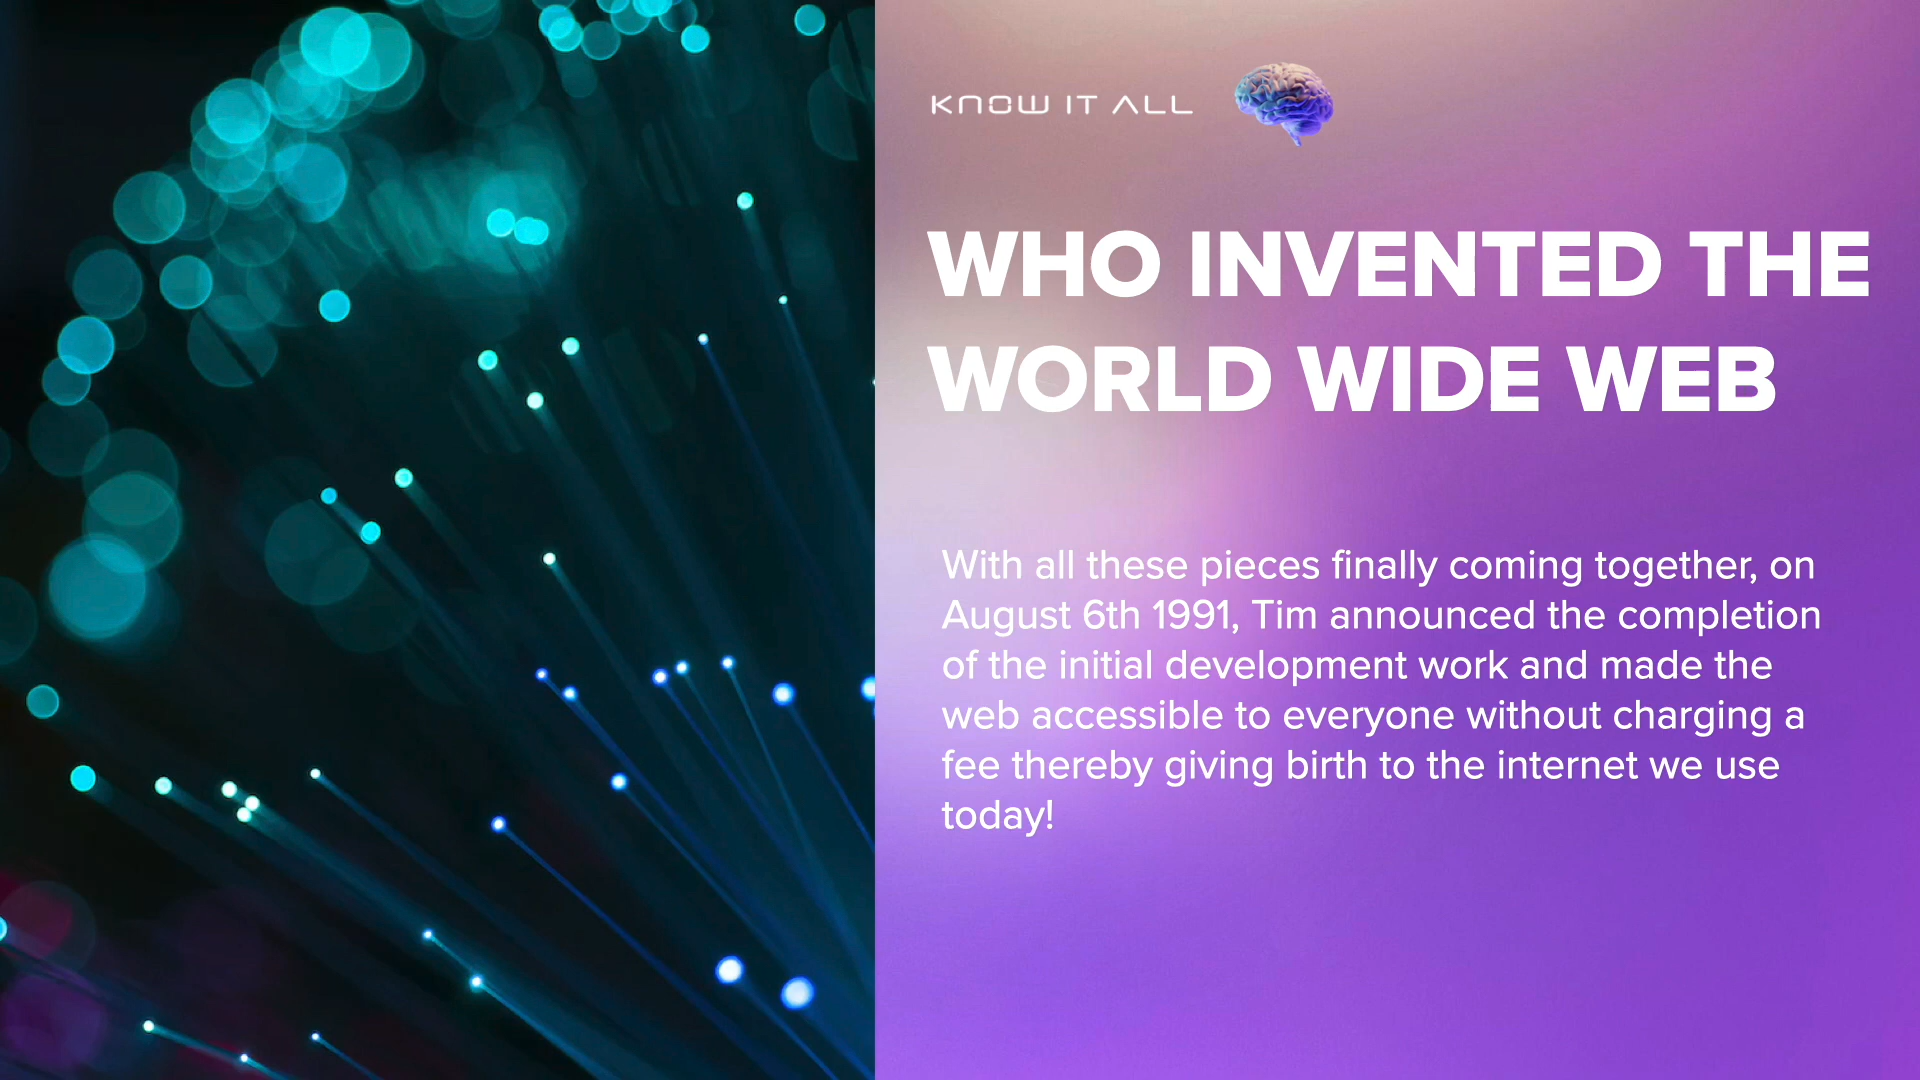 KNOW IT ALL
WHO INVENTED THE
WORLD WIDE WEB
With all these pieces finally coming together, on
August 6th 1991, Tim announced the completion
of the initial development work and made the
web accessible to everyone without charging a
fee thereby giving birth to the internet we use
today!